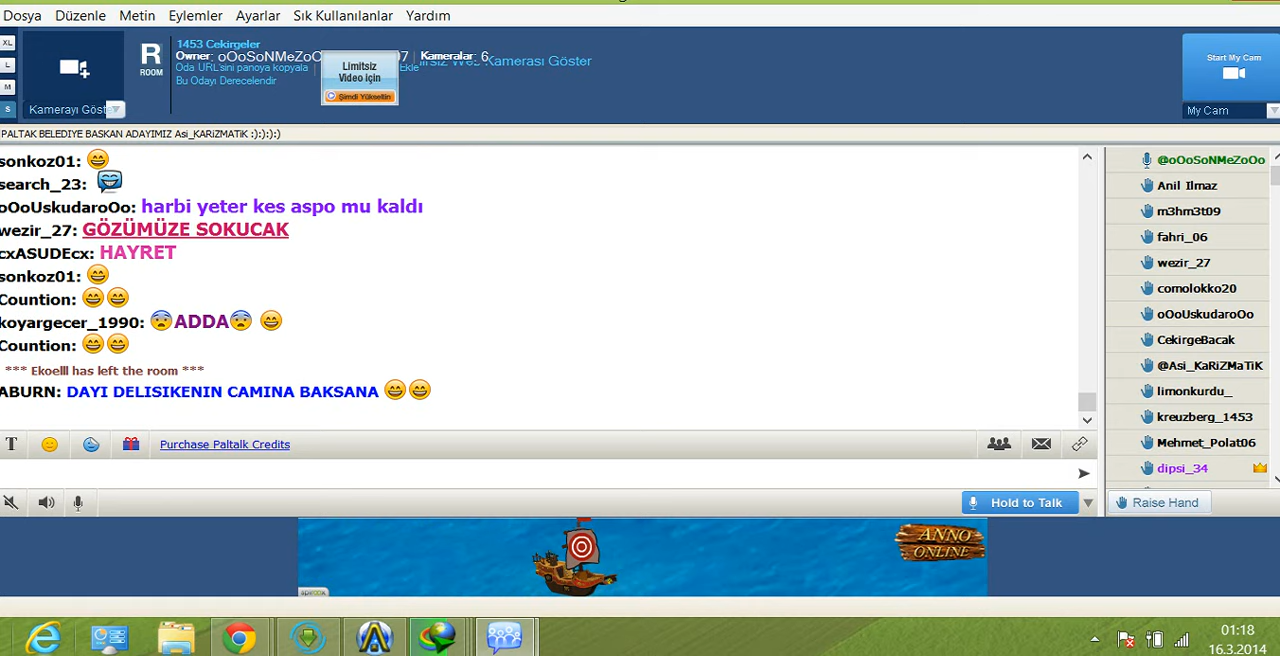 Dosya Düzenle Metin Eylemler Ayarlar Sık Kullanılanlar Yardım
XL
L
M
S
Kamerayı Göst
R
ROOM
1453 Cekirgeler
Owner: oOoSoNMeZoO 07 Kameralar: 6
Oda URL'sini panoya kopyala Ekle Kamerası Göster
Bu Odayı Derecelendir
Limitsiz
Video için
Şimdi Yükseltin
Start My Cam
My Cam
PALTAK BELEDIYE BASKAN ADAYIMIZ Asi_KARiZMATiK :):):):)
sonkoz01:
search_23:
oOoUskudaroOo: harbi yeter kes aspo mu kaldı
wezir_27: GÖZÜMÜZE SOKUCAK
cxASUDEcx: HAYRET
sonkoz01:
Countion:
koyargecer_1990: ADDA
Countion:
*** Ekoelll has left the room ***
ABURN: DAYI DELISIKENIN CAMINA BAKSANA
@oOoSoNMeZoOo
Anil Ilmaz
m3hm3t09
fahri_06
wezir_27
comolokko20
oOoUskudaroOo
CekirgeBacak
@Asi_KaRiZMaTiK
limonkurdu_
kreuzberg_1453
Mehmet_Polat06
dipsi_34
T Purchase Paltalk Credits
Hold to Talk
Raise Hand
ANNO
ONLINE
01:18
16.3.2014